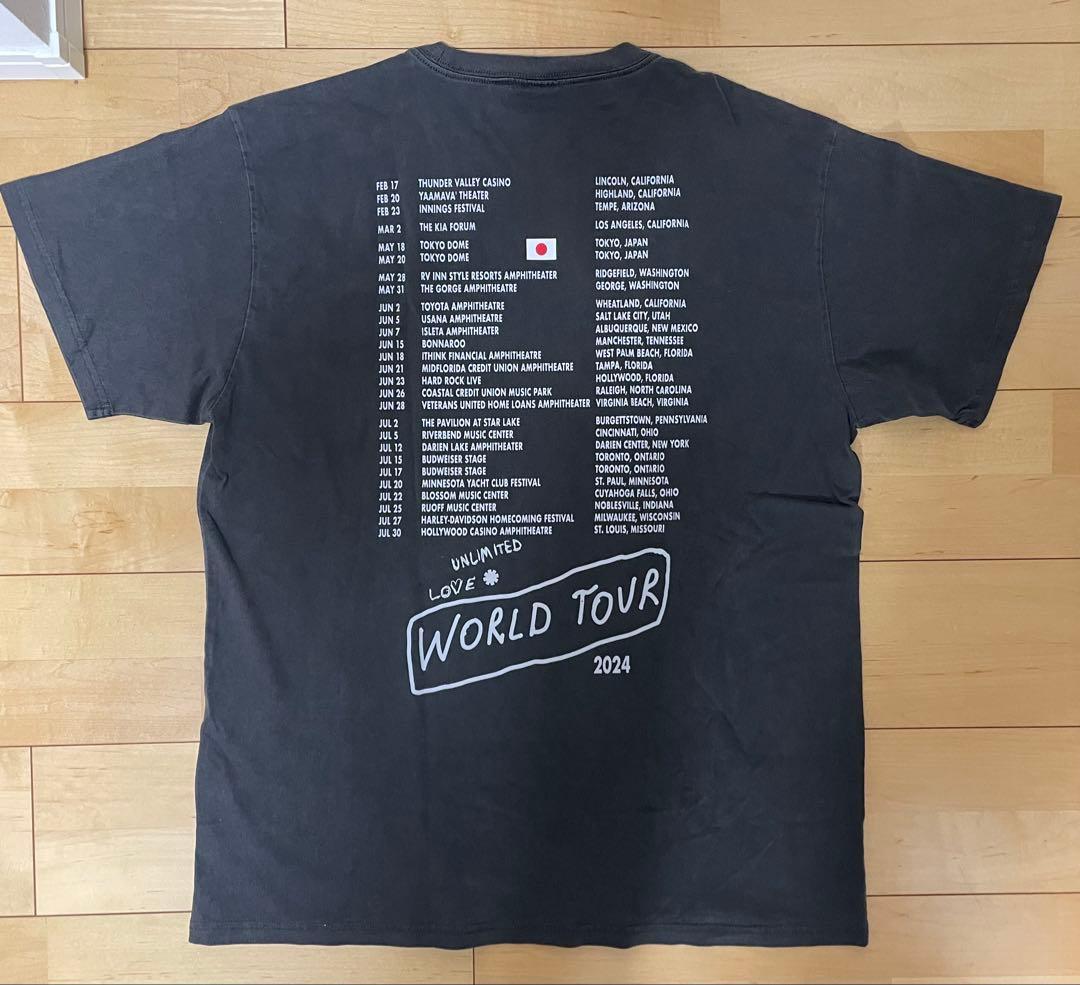 FEB 17 THUNDER VALLEY CASINO LINCOLN, CALIFORNIA
FEB 20 YAAMAVA' THEATER HIGHLAND, CALIFORNIA
FEB 23 INNINGS FESTIVAL TEMPE, ARIZONA
MAR 2 THE KIA FORUM LOS ANGELES, CALIFORNIA
MAY 18 TOKYO DOME TOKYO, JAPAN
MAY 20 TOKYO DOME TOKYO, JAPAN
MAY 28 RV INN STYLE RESORTS AMPHITHEATER RIDGEFIELD, WASHINGTON
MAY 31 THE GORGE AMPHITHEATRE GEORGE, WASHINGTON
JUN 2 TOYOTA AMPHITHEATRE WHEATLAND, CALIFORNIA
JUN 5 USANA AMPHITHEATRE SALT LAKE CITY, UTAH
JUN 7 ISLETA AMPHITHEATER ALBUQUERQUE, NEW MEXICO
JUN 15 BONNAROO MANCHESTER, TENNESSEE
JUN 18 ITHINK FINANCIAL AMPHITHEATRE WEST PALM BEACH, FLORIDA
JUN 21 MIDFLORIDA CREDIT UNION AMPHITHEATRE TAMPA, FLORIDA
JUN 23 HARD ROCK LIVE HOLLYWOOD, FLORIDA
JUN 26 COASTAL CREDIT UNION MUSIC PARK RALEIGH, NORTH CAROLINA
JUN 28 VETERANS UNITED HOME LOANS AMPHITHEATER VIRGINIA BEACH, VIRGINIA
JUL 2 THE PAVILION AT STAR LAKE BURGETTSTOWN, PENNSYLVANIA
JUL 5 RIVERBEND MUSIC CENTER CINCINNATI, OHIO
JUL 12 DARIEN LAKE AMPHITHEATER DARIEN CENTER, NEW YORK
JUL 15 BUDWEISER STAGE TORONTO, ONTARIO
JUL 17 BUDWEISER STAGE TORONTO, ONTARIO
JUL 20 MINNESOTA YACHT CLUB FESTIVAL ST. PAUL, MINNESOTA
JUL 22 BLOSSOM MUSIC CENTER CUYAHOGA FALLS, OHIO
JUL 25 RUOFF MUSIC CENTER NOBLESVILLE, INDIANA
JUL 27 HARLEY-DAVIDSON HOMECOMING FESTIVAL MILWAUKEE, WISCONSIN
JUL 30 HOLLYWOOD CASINO AMPHITHEATRE ST. LOUIS, MISSOURI
UNLIMITED
LO♡E
WORLD TOUR
2024